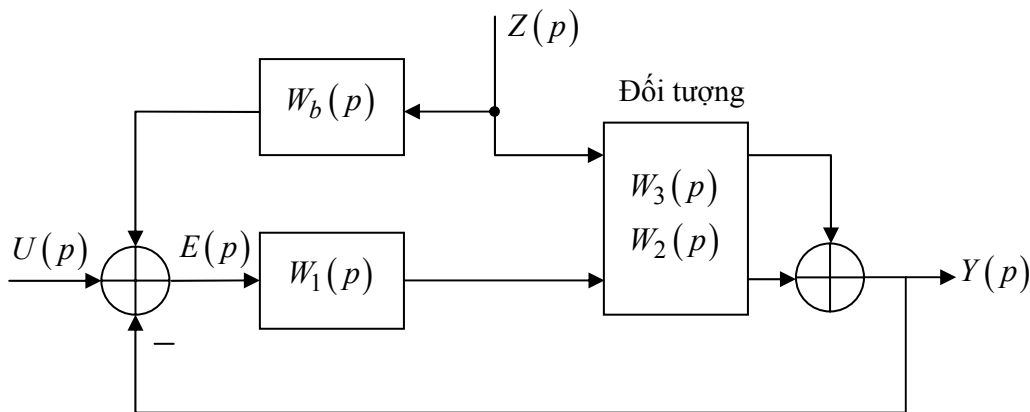 Z(p)
W_b(p)
Đối tượng
W_3(p)
W_2(p)
U(p)
E(p)
W_1(p)
Y(p)
−